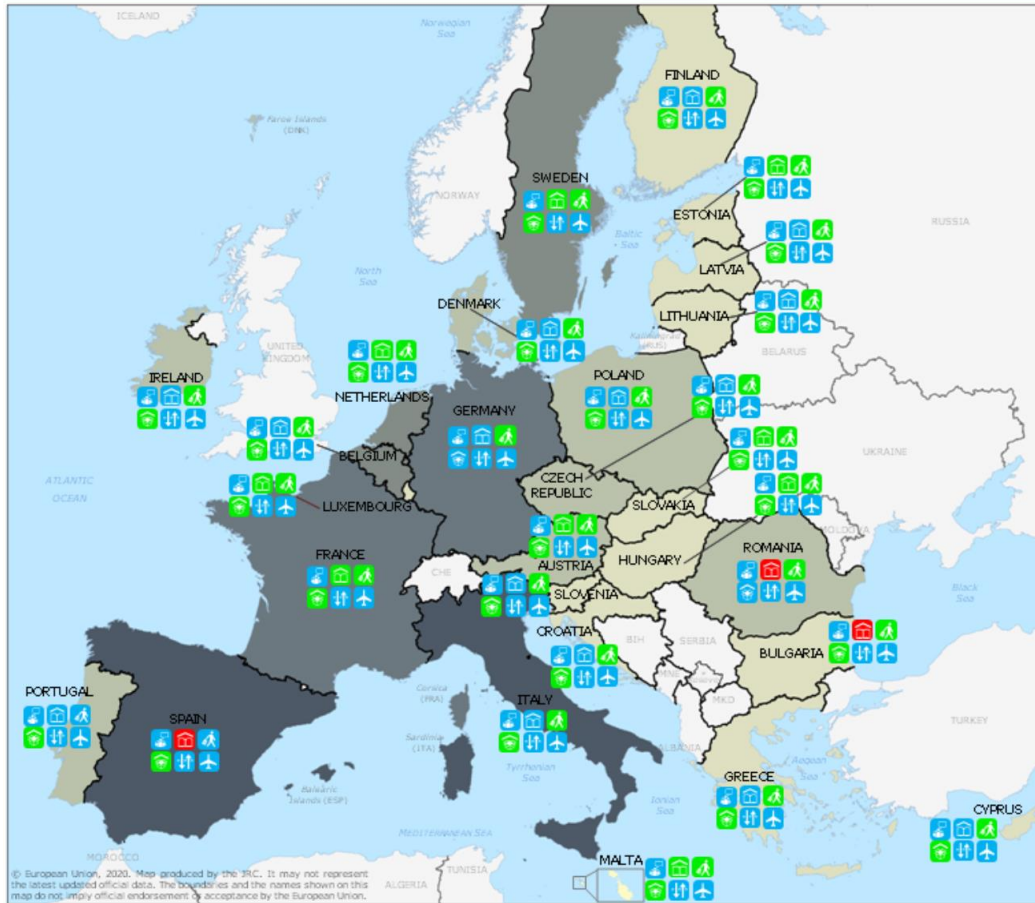 ICELAND
Norwegian
Sea
FINLAND
Faroe Islands
(DNK)
SWEDEN
NORWAY
ESTONIA
RUSSIA
Baltic
Sea
North
Sea
LATVIA
DENMARK
LITHUANIA
Kaliningrad
(RUS)
BELARUS
UNITED
KINGDOM
IRELAND
NETHERLANDS
GERMANY
POLAND
BELGIUM
UKRAINE
ATLANTIC
OCEAN
CZECH
REPUBLIC
LUXEMBOURG
SLOVAKIA
MOLDOVA
FRANCE
AUSTRIA
HUNGARY
ROMANIA
CHE
SLOVENIA
Black
Sea
CROATIA
BIH
SERBIA
BULGARIA
MNE
Kosovo
PORTUGAL
SPAIN
Corsica
(FRA)
ITALY
MKD
TURKEY
Sardinia
(ITA)
ALBANIA
Tyrrhenian
Sea
Aegean
Sea
Balearic
Islands (ESP)
Ionian
Sea
GREECE
CYPRUS
MEDITERRANEAN SEA
MOROCCO
ALGERIA
TUNISIA
MALTA
© European Union, 2020. Map produced by the JRC. It may not represent
the latest updated official data. The boundaries and the names shown on this
map do not imply official endorsement or acceptance by the European Union.